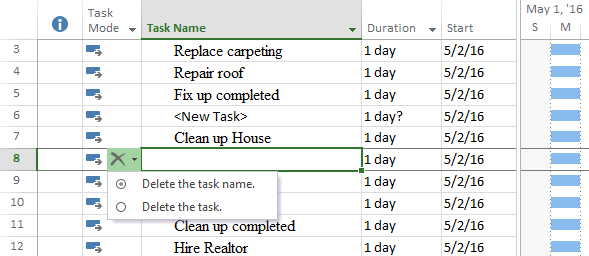 Task Mode Task Name Duration Start May 1, '16
S M
3 Replace carpeting 1 day 5/2/16
4 Repair roof 1 day 5/2/16
5 Fix up completed 1 day 5/2/16
6 <New Task> 1 day? 5/2/16
7 Clean up House 1 day 5/2/16
8 1 day 5/2/16
9 Delete the task name. 1 day 5/2/16
10 Delete the task. 1 day 5/2/16
11 Clean up completed 1 day 5/2/16
12 Hire Realtor 1 day 5/2/16